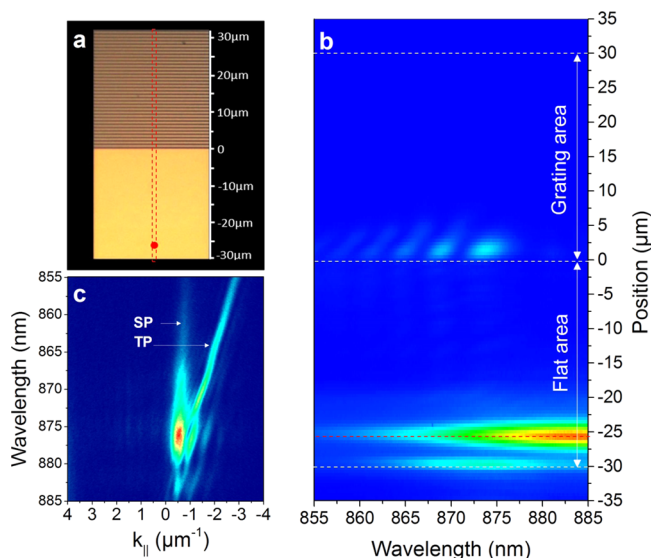 a
30µm
20µm
10µm
0
-10µm
-20µm
-30µm
b
Grating area
Flat area
35
30
25
20
15
10
5
0
-5
-10
-15
-20
-25
-30
-35
Position (µm)
855 860 865 870 875 880 885
Wavelength (nm)
c
SP
TP
855
860
865
870
875
880
885
Wavelength (nm)
4 3 2 1 0 -1 -2 -3 -4
k|| (µm⁻¹)